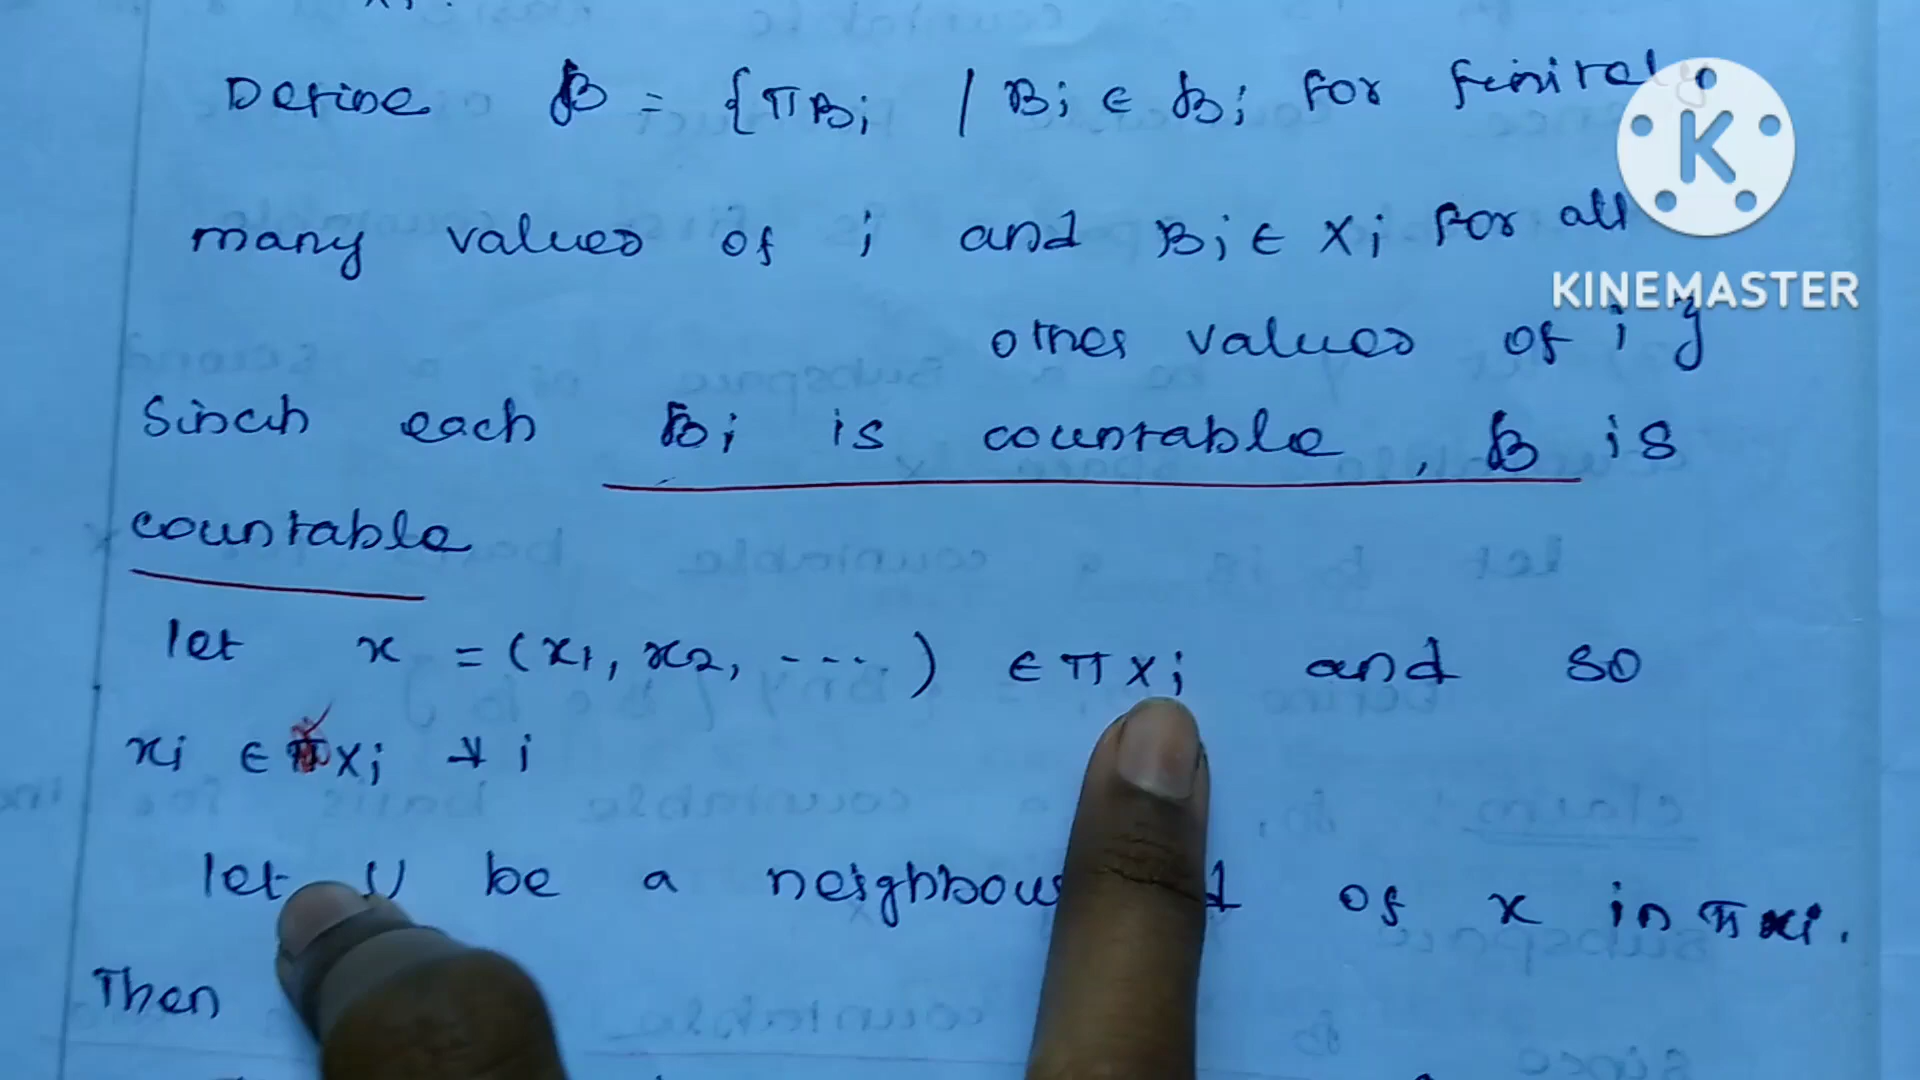 Define 𝔅 = {πBi / Bi ∈ 𝔅i for finitely
many values of i and Bi ∈ Xi for all
other values of i }
KINEMASTER
Sinch each 𝔅i is countable, 𝔅 is
countable
let x = (x1, x2, ----) ∈ πXi and so
xi ∈ Xi ∀ i
let U be a of x in πxi.
Then